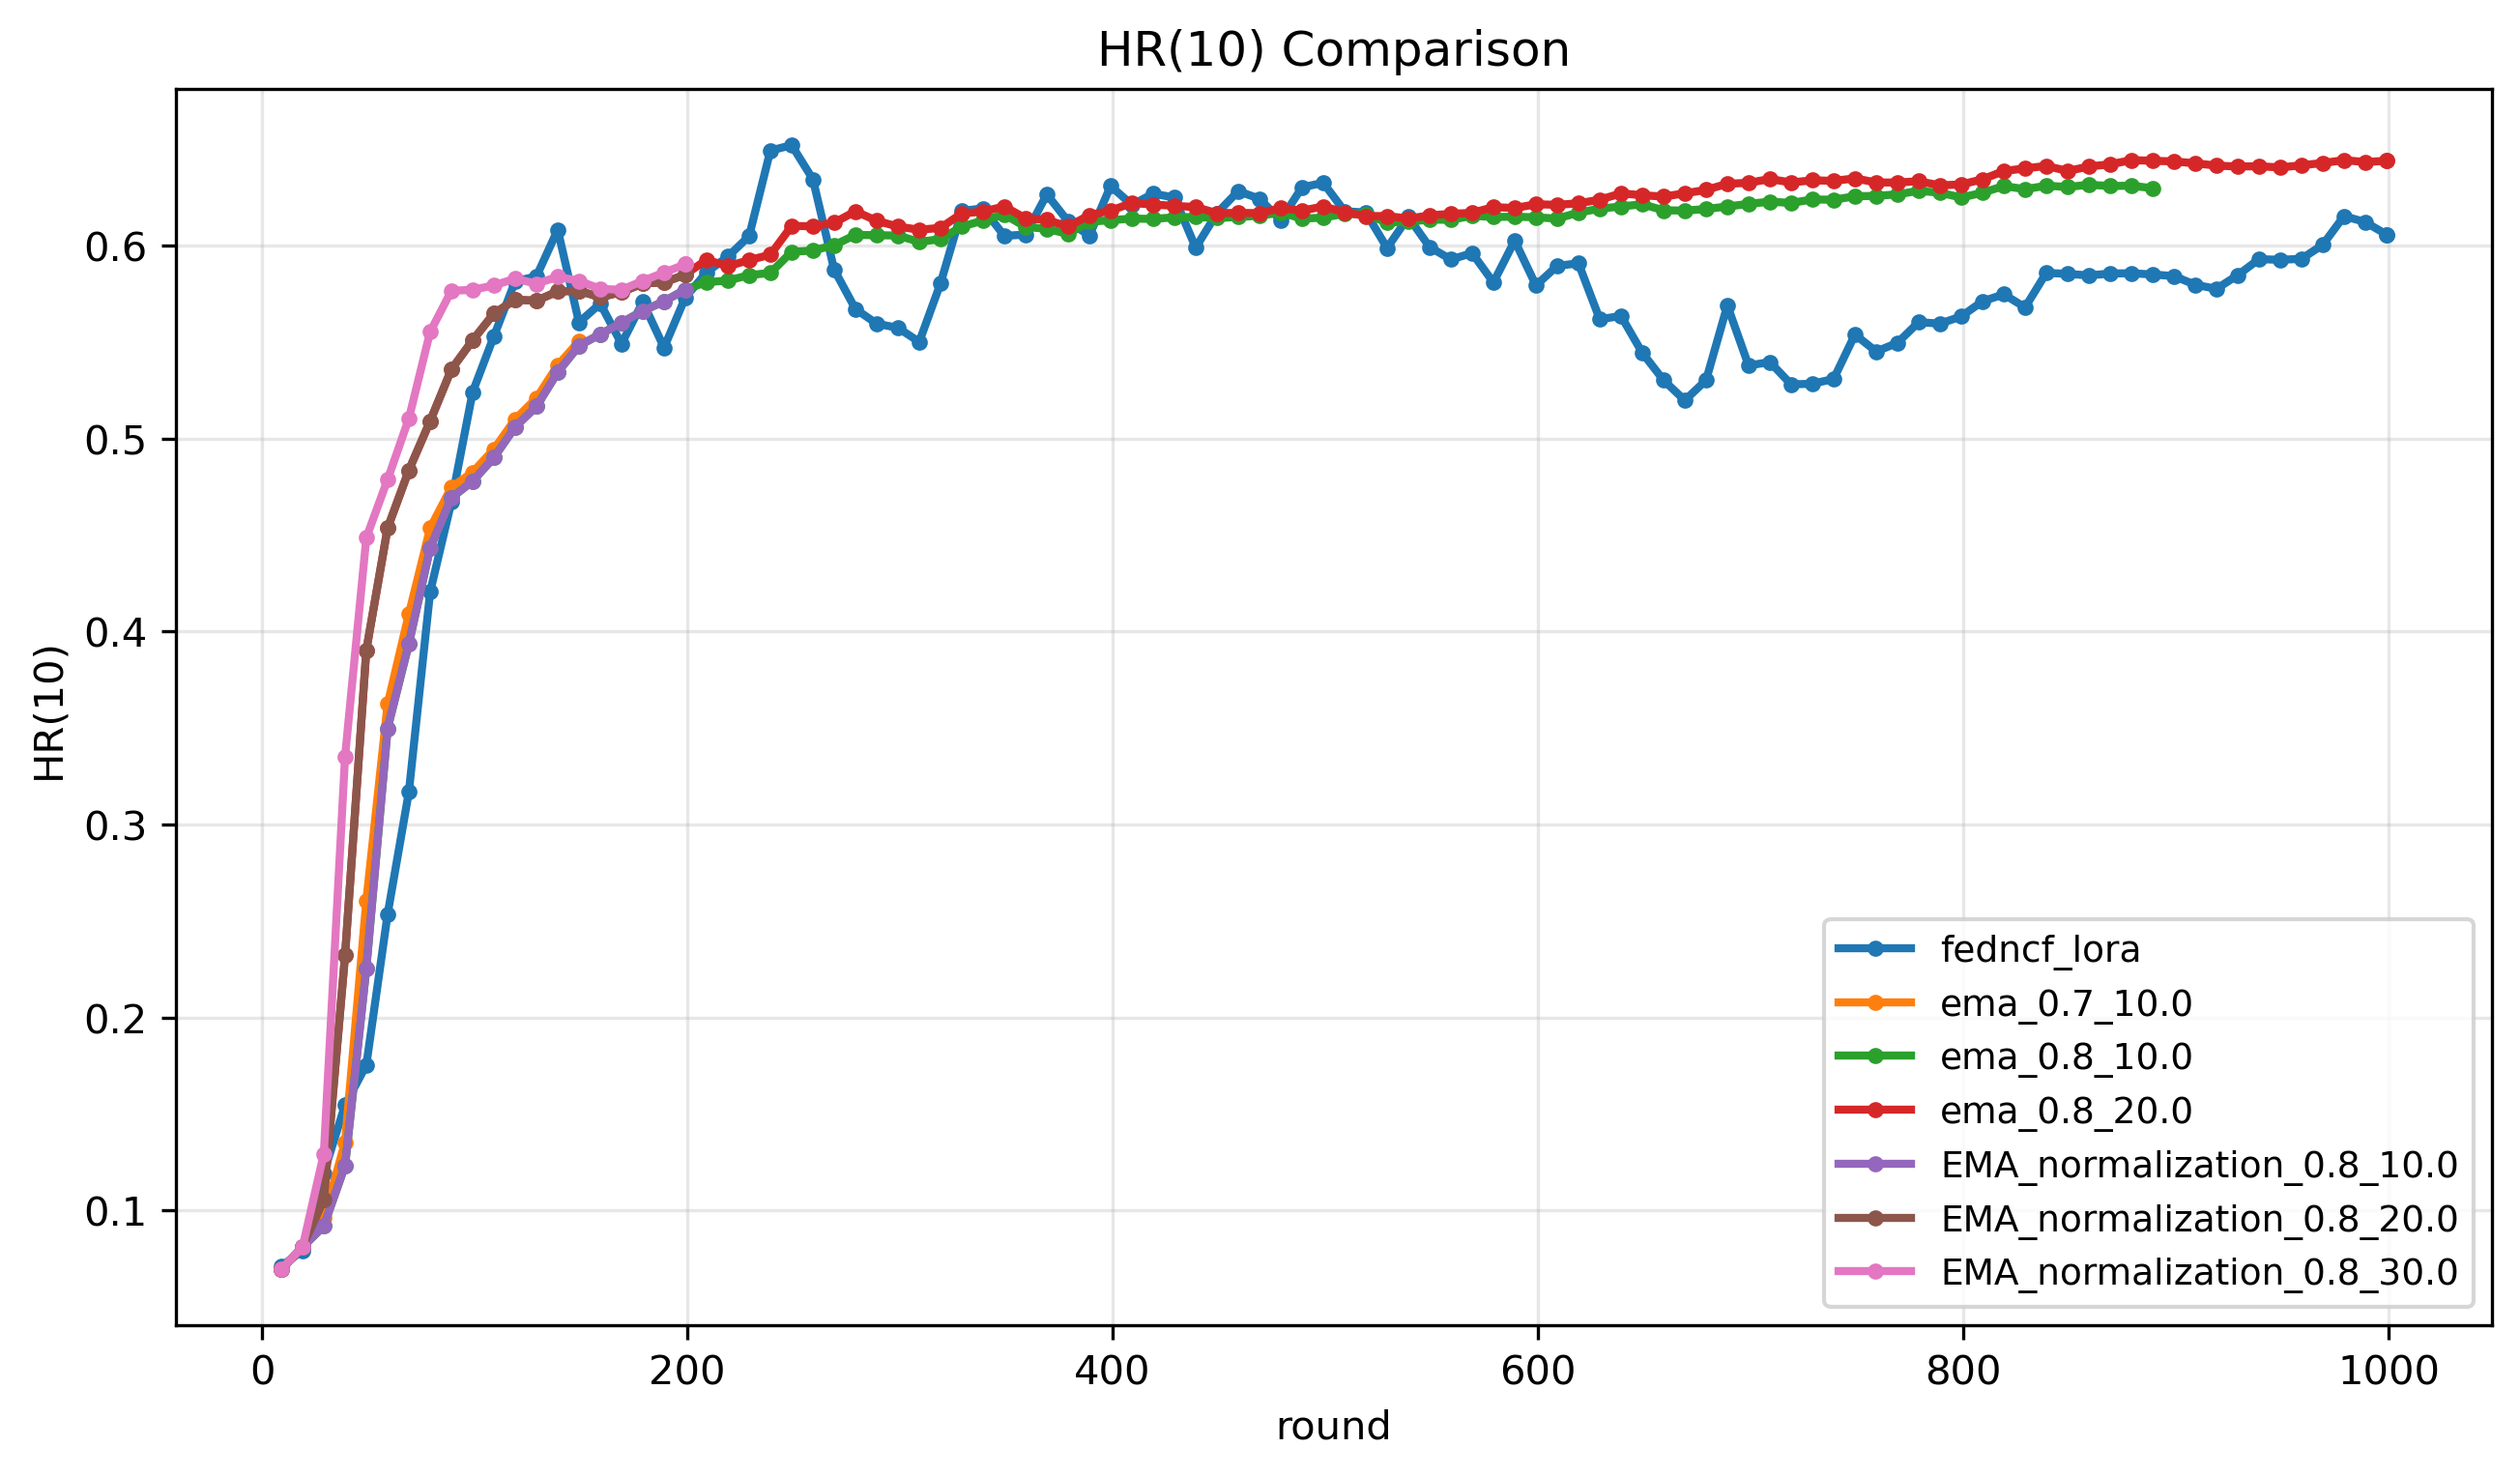 HR(10) Comparison
HR(10)
0.6
0.5
0.4
0.3
0.2
0.1
0 200 400 600 800 1000
round
fedncf_lora
ema_0.7_10.0
ema_0.8_10.0
ema_0.8_20.0
EMA_normalization_0.8_10.0
EMA_normalization_0.8_20.0
EMA_normalization_0.8_30.0